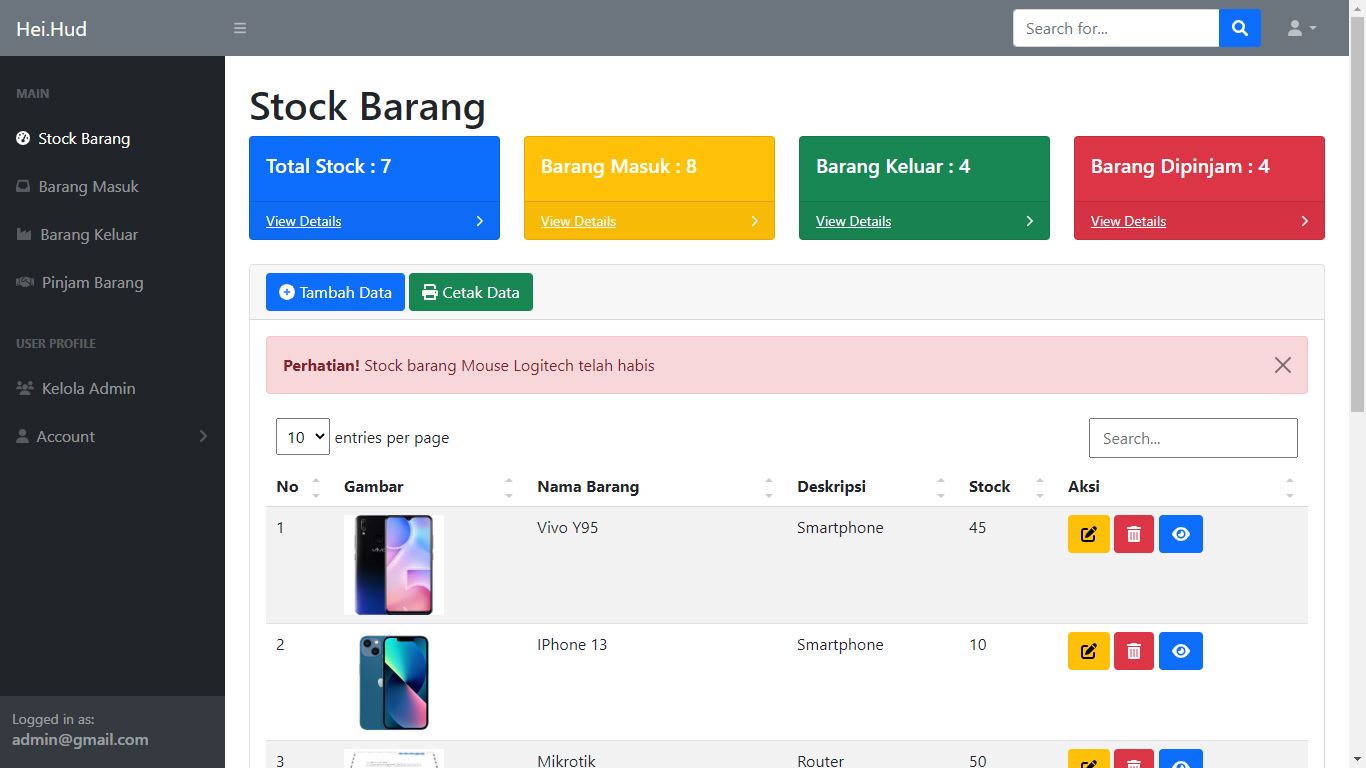 Hei.Hud
Search for...
MAIN
Stock Barang
Barang Masuk
Barang Keluar
Pinjam Barang
USER PROFILE
Kelola Admin
Account
Logged in as:
admin@gmail.com
Stock Barang
Total Stock : 7
View Details
Barang Masuk : 8
View Details
Barang Keluar : 4
View Details
Barang Dipinjam : 4
View Details
Tambah Data Cetak Data
Perhatian! Stock barang Mouse Logitech telah habis
10 entries per page
Search...
No Gambar Nama Barang Deskripsi Stock Aksi
1 Vivo Y95 Smartphone 45
2 IPhone 13 Smartphone 10
3 Mikrotik Router 50